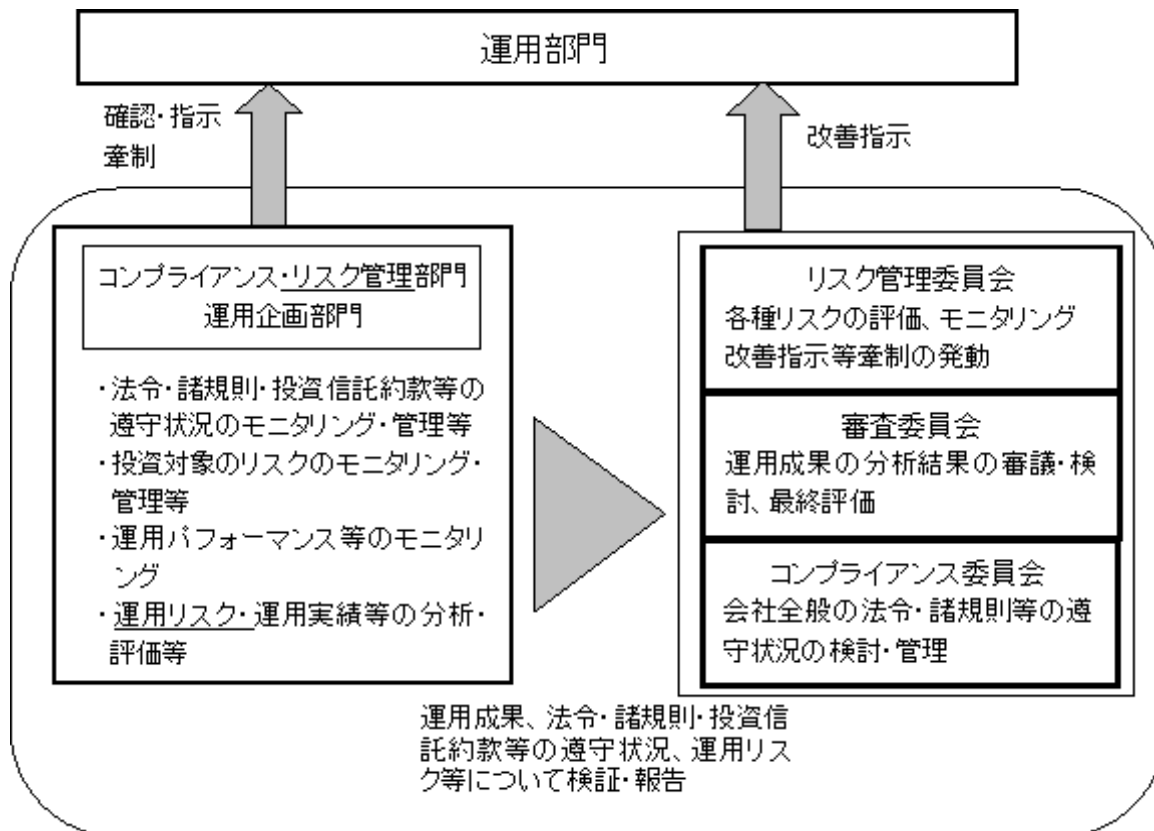 運用部門
確認・指示
牽制
改善指示
コンプライアンス・リスク管理部門
運用企画部門
・法令・諸規則・投資信託約款等の
遵守状況のモニタリング・管理等
・投資対象のリスクのモニタリング・
管理等
・運用パフォーマンス等のモニタリ
ング
・運用リスク・運用実績等の分析・
評価等
リスク管理委員会
各種リスクの評価、モニタリング
改善指示等牽制の発動
審査委員会
運用成果の分析結果の審議・検
討、最終評価
コンプライアンス委員会
会社全般の法令・諸規則等の遵
守状況の検討・管理
運用成果、法令・諸規則・投資信
託約款等の遵守状況、運用リス
ク等について検証・報告